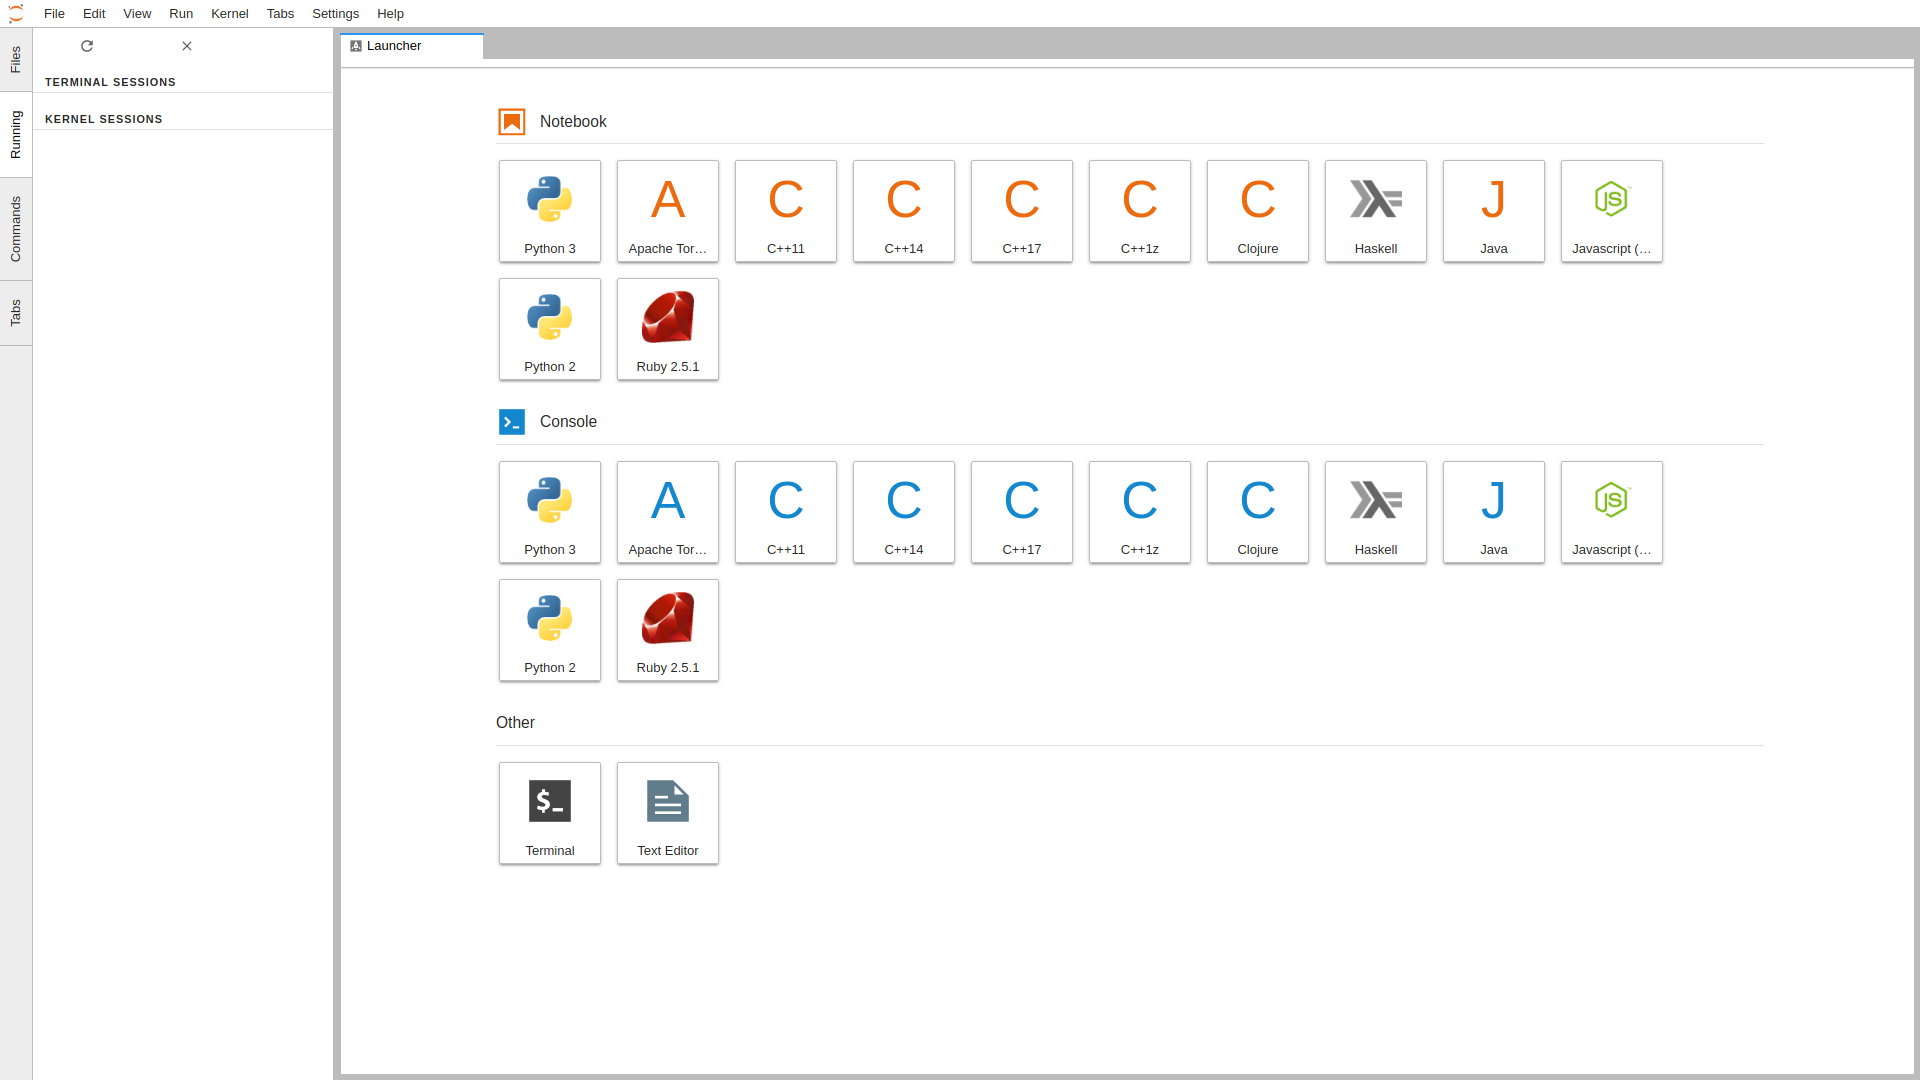 File Edit View Run Kernel Tabs Settings Help
Files
Running
Commands
Tabs
TERMINAL SESSIONS
KERNEL SESSIONS
Launcher
Notebook
Python 3
A
Apache Tor…
C
C++11
C
C++14
C
C++17
C
C++1z
C
Clojure
Haskell
J
Java
JS
Javascript (…
Python 2
Ruby 2.5.1
Console
Python 3
A
Apache Tor…
C
C++11
C
C++14
C
C++17
C
C++1z
C
Clojure
Haskell
J
Java
JS
Javascript (…
Python 2
Ruby 2.5.1
Other
$_
Terminal
Text Editor